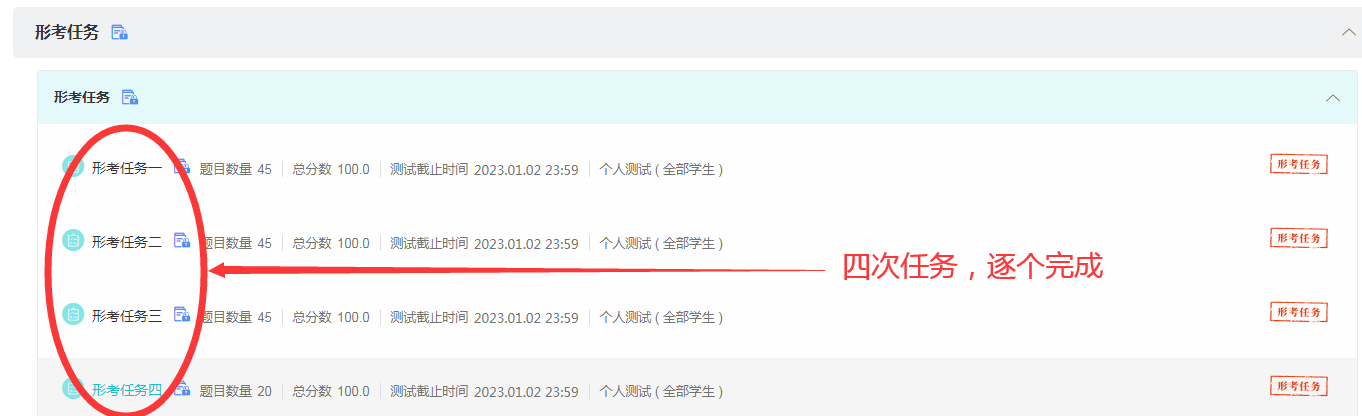 形考任务
形考任务
形考任务一 题目数量 45 总分数 100.0 测试截止时间 2023.01.02 23:59 个人测试 ( 全部学生 ) 形考任务
形考任务二 题目数量 45 总分数 100.0 测试截止时间 2023.01.02 23:59 个人测试 ( 全部学生 ) 形考任务
四次任务，逐个完成
形考任务三 题目数量 45 总分数 100.0 测试截止时间 2023.01.02 23:59 个人测试 ( 全部学生 ) 形考任务
形考任务四 题目数量 20 总分数 100.0 测试截止时间 2023.01.02 23:59 个人测试 ( 全部学生 ) 形考任务